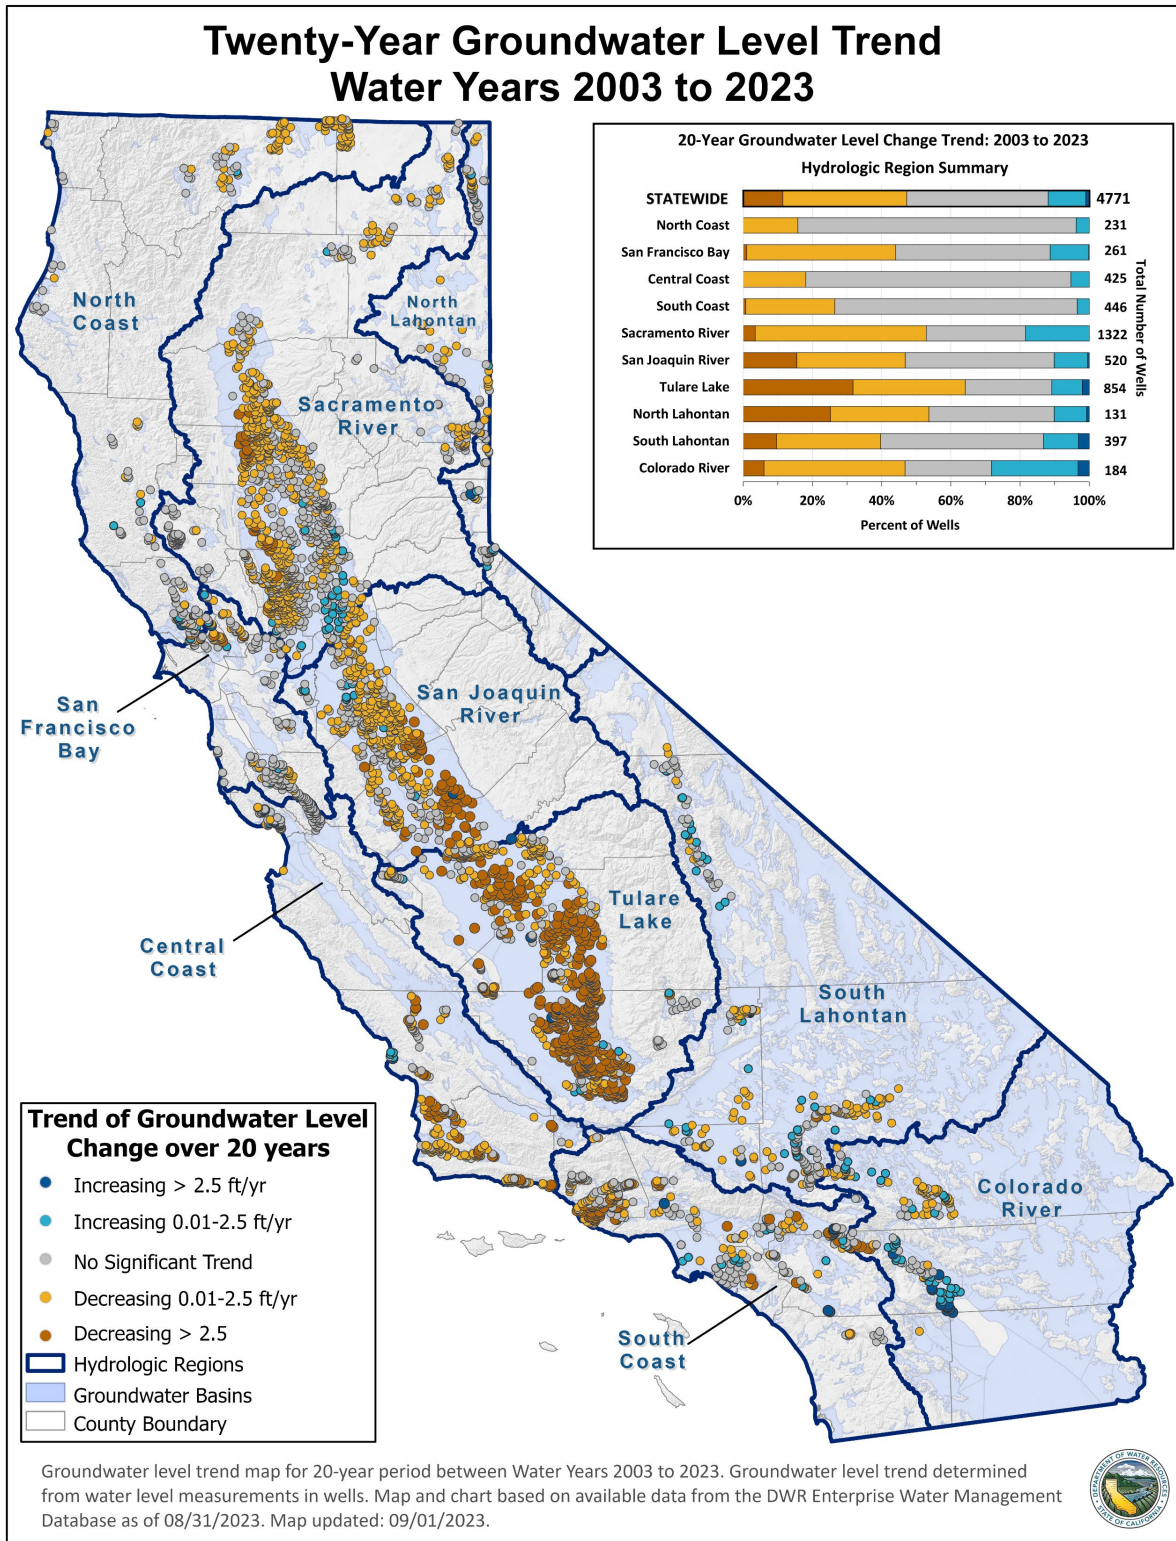 Twenty-Year Groundwater Level Trend
Water Years 2003 to 2023
20-Year Groundwater Level Change Trend: 2003 to 2023
Hydrologic Region Summary
STATEWIDE 4771
North Coast 231
San Francisco Bay 261
Central Coast 425
South Coast 446
Sacramento River 1322
San Joaquin River 520
Tulare Lake 854
North Lahontan 131
South Lahontan 397
Colorado River 184
0% 20% 40% 60% 80% 100%
Percent of Wells
Total Number of Wells
North
Coast
North
Lahontan
Sacramento
River
San Joaquin
River
San
Francisco
Bay
Tulare
Lake
Central
Coast
South
Lahontan
Colorado
River
South
Coast
Trend of Groundwater Level
Change over 20 years
Increasing > 2.5 ft/yr
Increasing 0.01-2.5 ft/yr
No Significant Trend
Decreasing 0.01-2.5 ft/yr
Decreasing > 2.5
Hydrologic Regions
Groundwater Basins
County Boundary
Groundwater level trend map for 20-year period between Water Years 2003 to 2023. Groundwater level trend determined
from water level measurements in wells. Map and chart based on available data from the DWR Enterprise Water Management
Database as of 08/31/2023. Map updated: 09/01/2023.
DEPARTMENT OF WATER RESOURCES
STATE OF CALIFORNIA